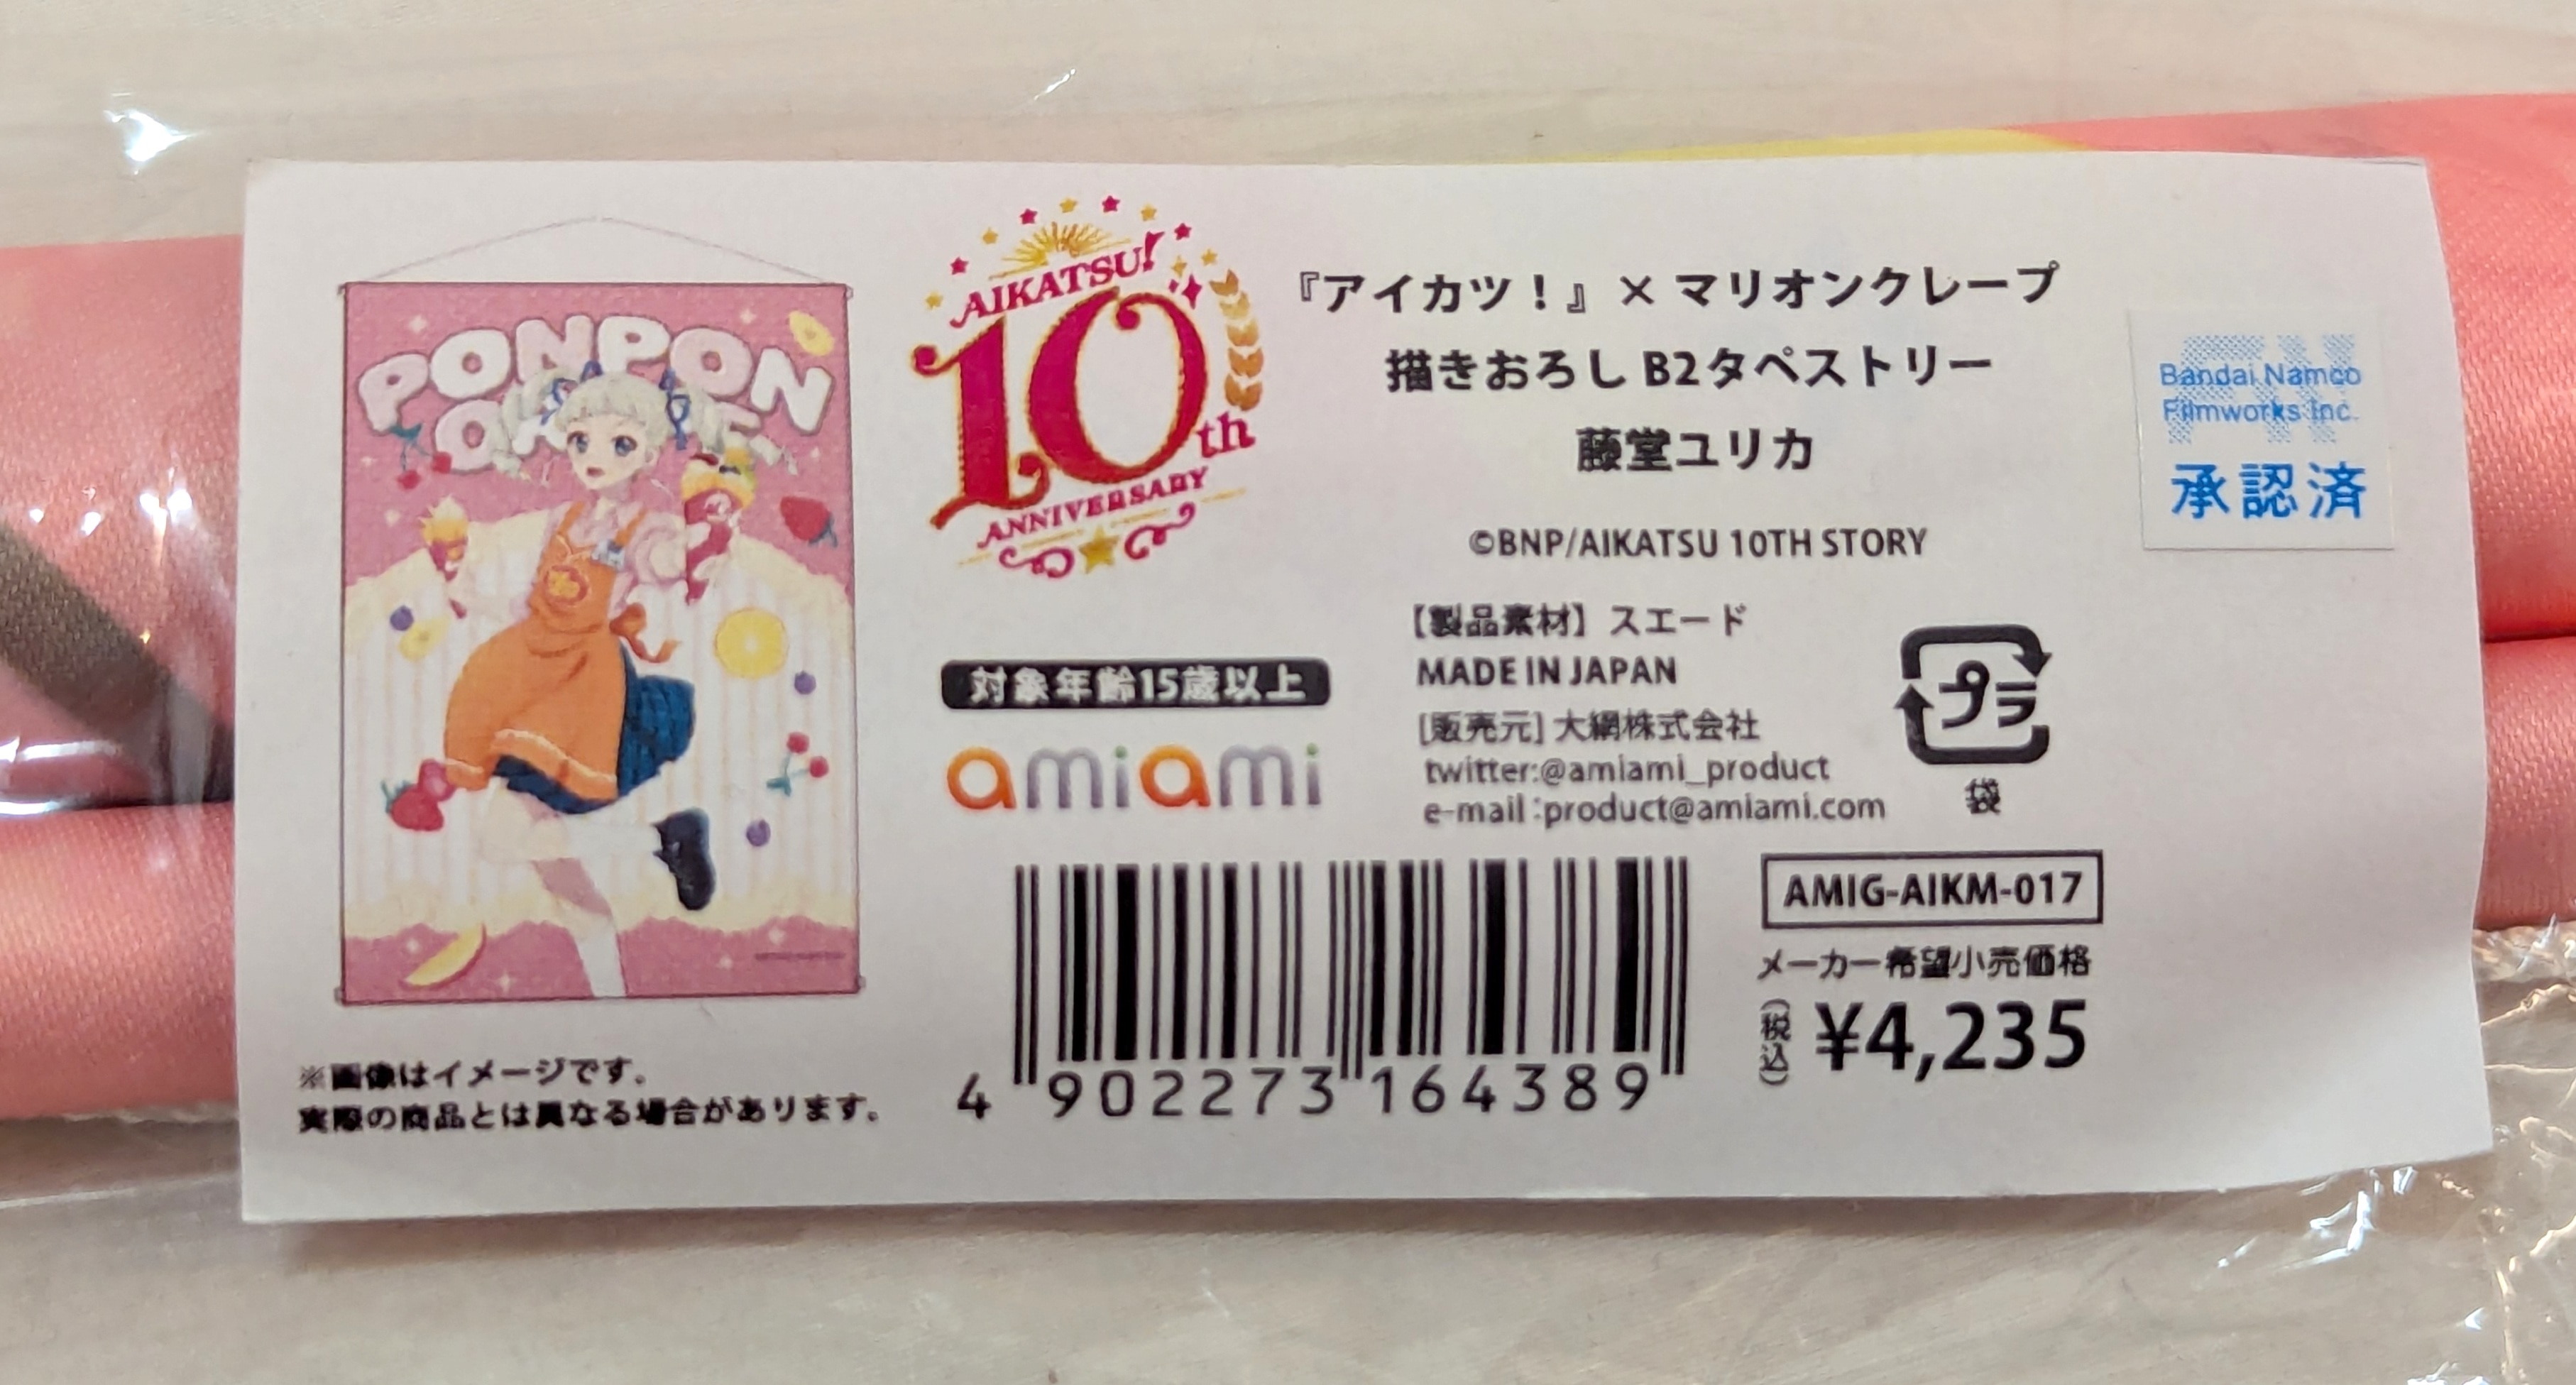 PONPON
AIKATSU!
10th
ANNIVERSARY
『アイカツ！』×マリオンクレープ
描きおろし B2タペストリー
藤堂ユリカ
©BNP/AIKATSU 10TH STORY
Bandai Namco
Filmworks Inc.
承認済
対象年齢15歳以上
amiami
【製品素材】スエード
MADE IN JAPAN
[販売元] 大網株式会社
twitter:@amiami_product
e-mail:product@amiami.com
プラ
袋
※画像はイメージです。
実際の商品とは異なる場合があります。
4 902273 164389
AMIG-AIKM-017
メーカー希望小売価格
(税込) ¥4,235